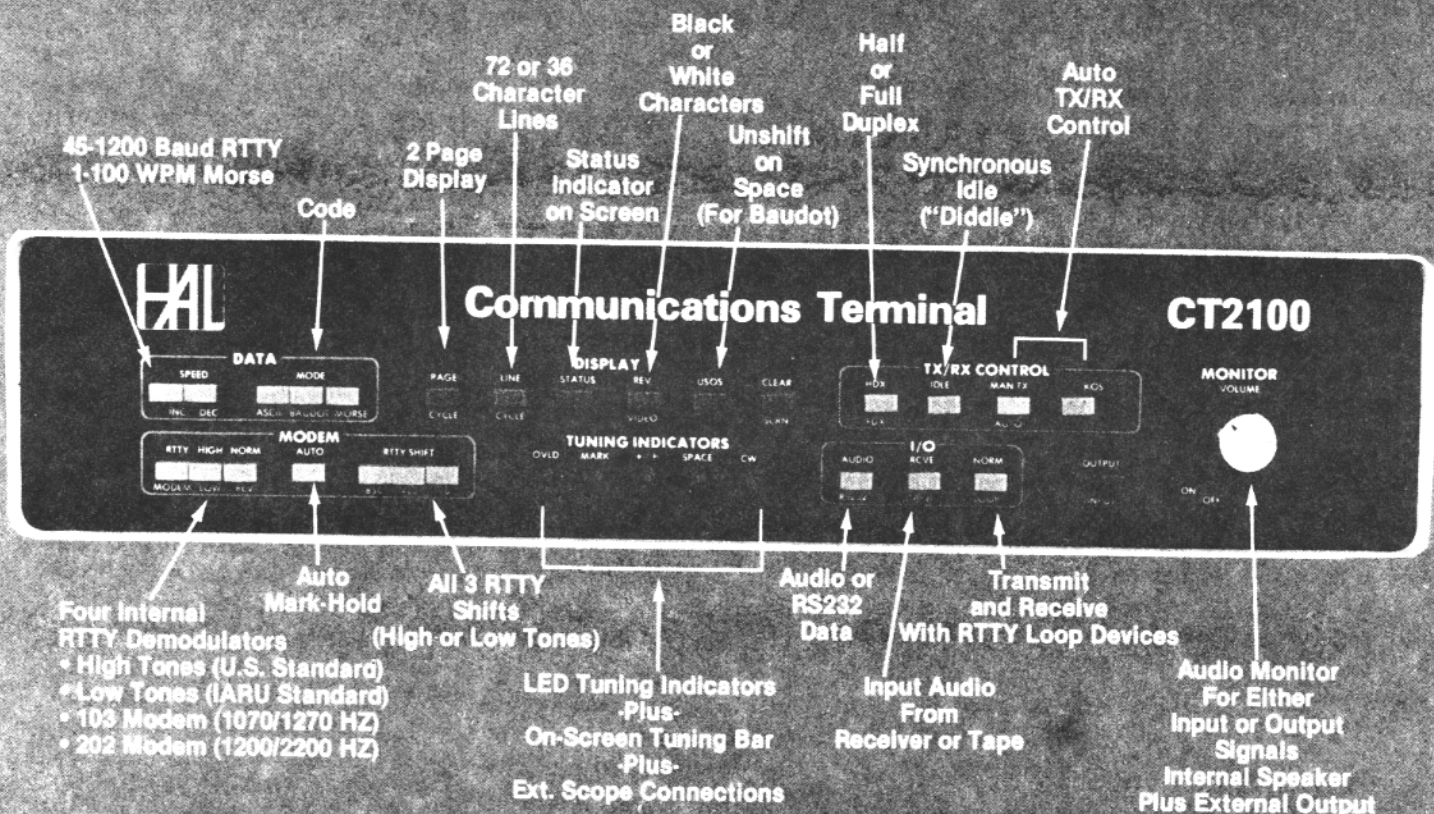 Black
or
White
Characters
Half
or
Full
Duplex
72 or 36
Character
Lines
Auto
TX/RX
Control
45-1200 Baud RTTY
1-100 WPM Morse
2 Page
Display
Status
Indicator
on Screen
Unshift
on
Space
(For Baudot)
Synchronous
Idle
("Diddle")
Code
HAL
Communications Terminal
CT2100
DATA
SPEED
MODE
INC DEC
ASCII BAUDOT MORSE
DISPLAY
PAGE
LINE
STATUS
REV
USOS
CLEAR
CYCLE
CYCLE
VIDEO
SCRN
TX/RX CONTROL
HDX
IDLE
MAN TX
KOS
FDX
AUTO
MONITOR
VOLUME
MODEM
RTTY HIGH NORM
AUTO
RTTY SHIFT
MODEM LOW REV
TUNING INDICATORS
OVLD
MARK
+ +
SPACE
CW
I/O
AUDIO
RCVE
NORM
OUTPUT
INPUT
ON
OFF
Four Internal
RTTY Demodulators
• High Tones (U.S. Standard)
• Low Tones (IARU Standard)
• 103 Modem (1070/1270 HZ)
• 202 Modem (1200/2200 HZ)
Auto
Mark-Hold
All 3 RTTY
Shifts
(High or Low Tones)
LED Tuning Indicators
-Plus-
On-Screen Tuning Bar
-Plus-
Ext. Scope Connections
Audio or
RS232
Data
Input Audio
From
Receiver or Tape
Transmit
and Receive
With RTTY Loop Devices
Audio Monitor
For Either
Input or Output
Signals
Internal Speaker
Plus External Output